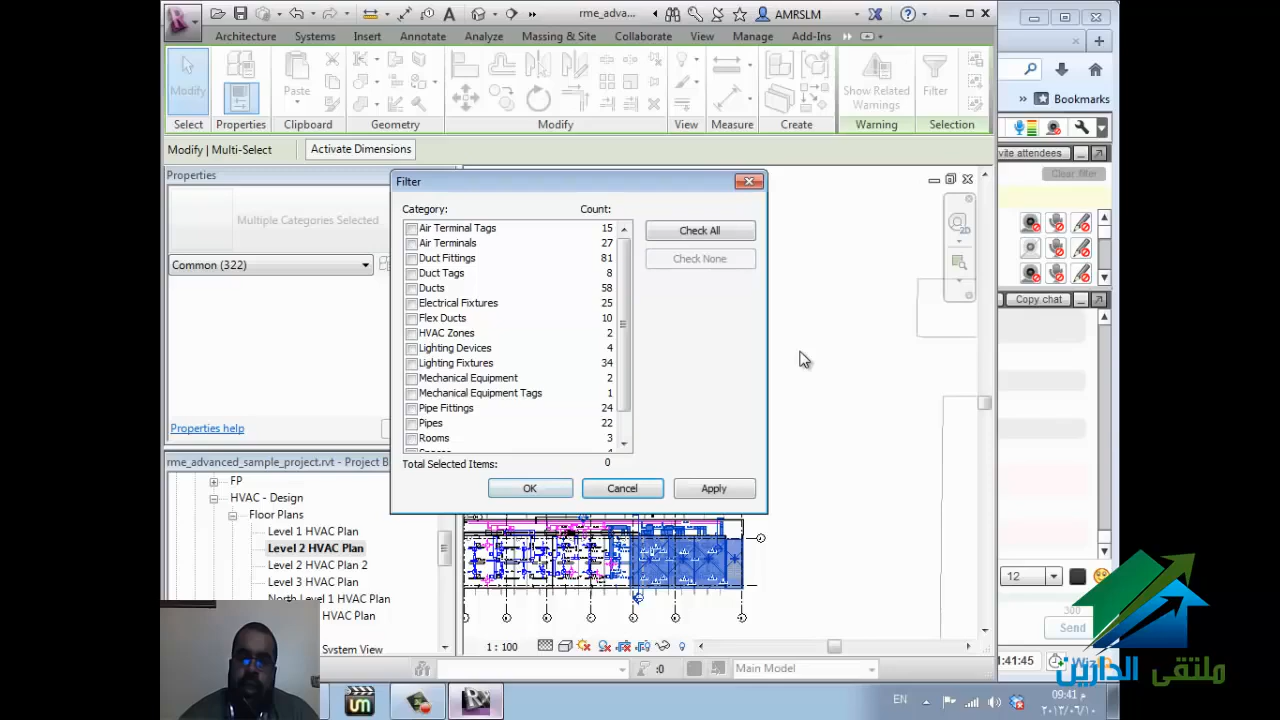 rme_adva...
AMRSLM
Architecture Systems Insert Annotate Analyze Massing & Site Collaborate View Manage Add-Ins
Bookmarks
Modify
Paste
Show Related
Warnings
Filter
Select Properties Clipboard Geometry Modify View Measure Create Warning Selection
Modify | Multi-Select Activate Dimensions
vite attendees
Clear filter
Properties
Multiple Categories Selected
Common (322)
Filter
Category: Count:
Air Terminal Tags 15
Air Terminals 27
Duct Fittings 81
Duct Tags 8
Ducts 58
Electrical Fixtures 25
Flex Ducts 10
HVAC Zones 2
Lighting Devices 4
Lighting Fixtures 34
Mechanical Equipment 2
Mechanical Equipment Tags 1
Pipe Fittings 24
Pipes 22
Rooms 3
Check All
Check None
Total Selected Items: 0
OK Cancel Apply
2D
Copy chat
Properties help
rme_advanced_sample_project.rvt - Project B
FP
HVAC - Design
Floor Plans
Level 1 HVAC Plan
Level 2 HVAC Plan
Level 2 HVAC Plan 2
Level 3 HVAC Plan
North Level 1 HVAC Plan
HVAC Plan
System View
1 : 100
:0
Main Model
12
300
Send
1:41:45
Wiz
ملتقى الدارين
EN
09:41 م
٢٠١٣/٠٦/١٠